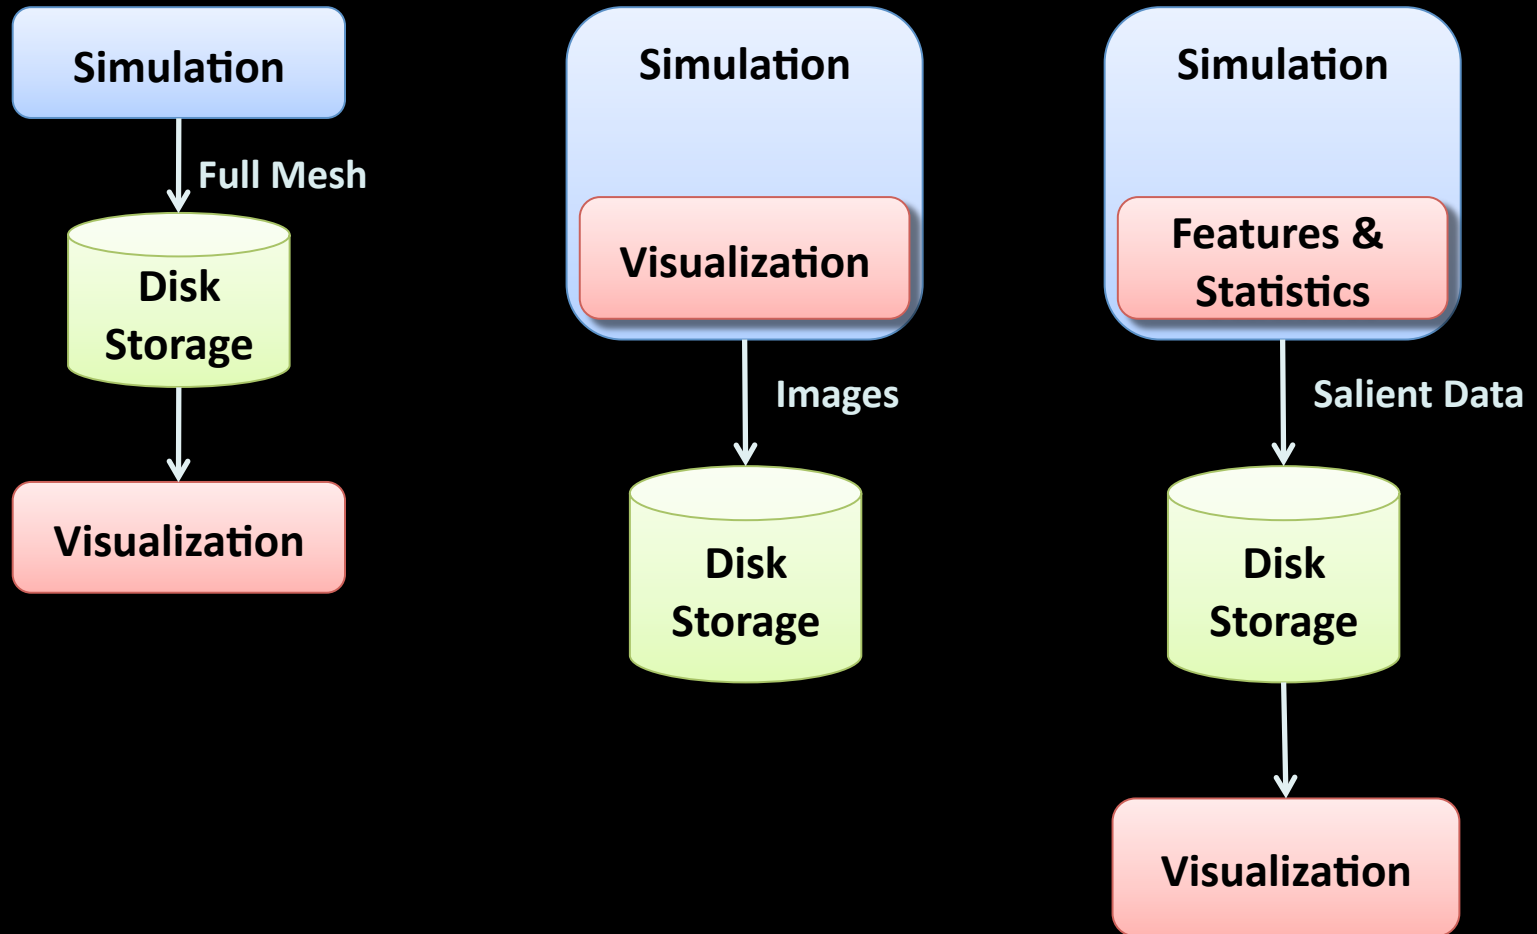 Simulation
Full Mesh
Disk
Storage
Visualization
Simulation
Visualization
Images
Disk
Storage
Simulation
Features &
Statistics
Salient Data
Disk
Storage
Visualization